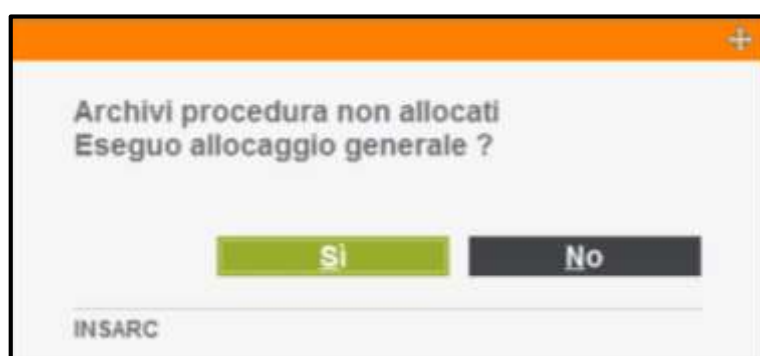 Archivi procedura non allocati
Eseguo allocaggio generale ?
Sì No
INSARC